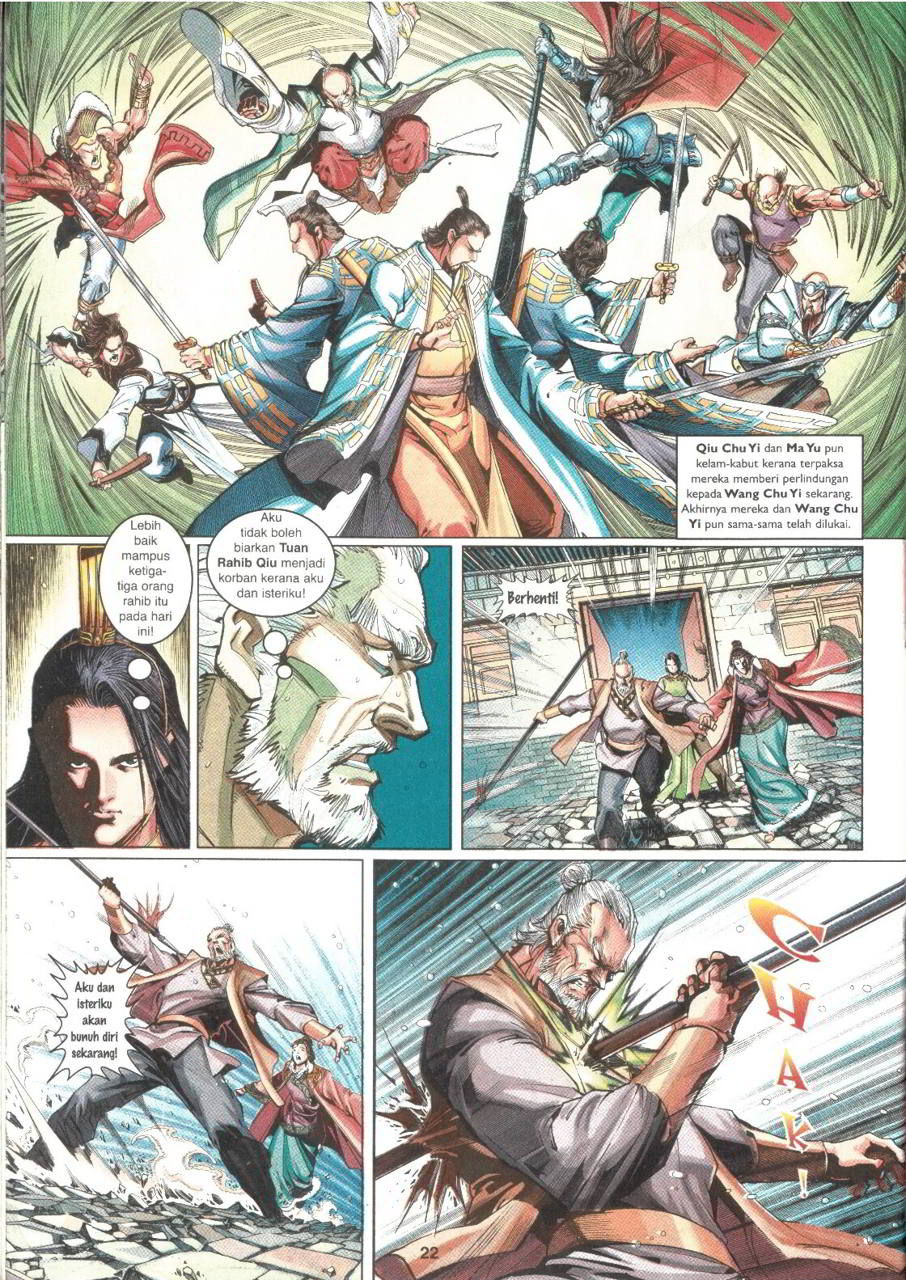 Qiu Chu Yi dan Ma Yu pun
kelam-kabut kerana terpaksa
mereka memberi perlindungan
kepada Wang Chu Yi sekarang.
Akhirnya mereka dan Wang Chu
Yi pun sama-sama telah dilukai.
Lebih
baik
mampus
ketiga-
tiga orang
rahib itu
pada hari
ini!
Aku
tidak boleh
biarkan Tuan
Rahib Qiu menjadi
korban kerana aku
dan isteriku!
Berhenti!
Aku dan
isteriku
akan
bunuh diri
sekarang!
CHAK!
22